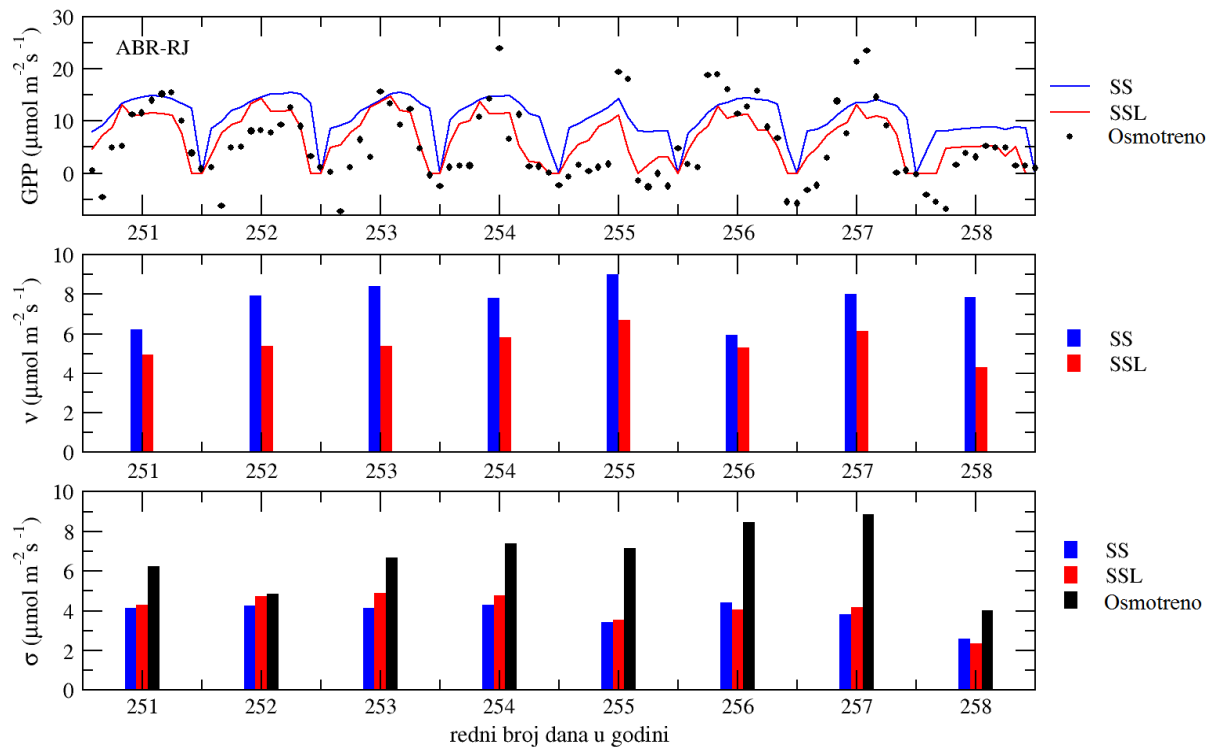 30
20
10
0
GPP (μmol m⁻² s⁻¹)
ABR-RJ
SS
SSL
Osmotreno
251 252 253 254 255 256 257 258
10
8
6
4
2
0
ν (μmol m⁻² s⁻¹)
SS
SSL
251 252 253 254 255 256 257 258
10
8
6
4
2
0
σ (μmol m⁻² s⁻¹)
SS
SSL
Osmotreno
251 252 253 254 255 256 257 258
redni broj dana u godini